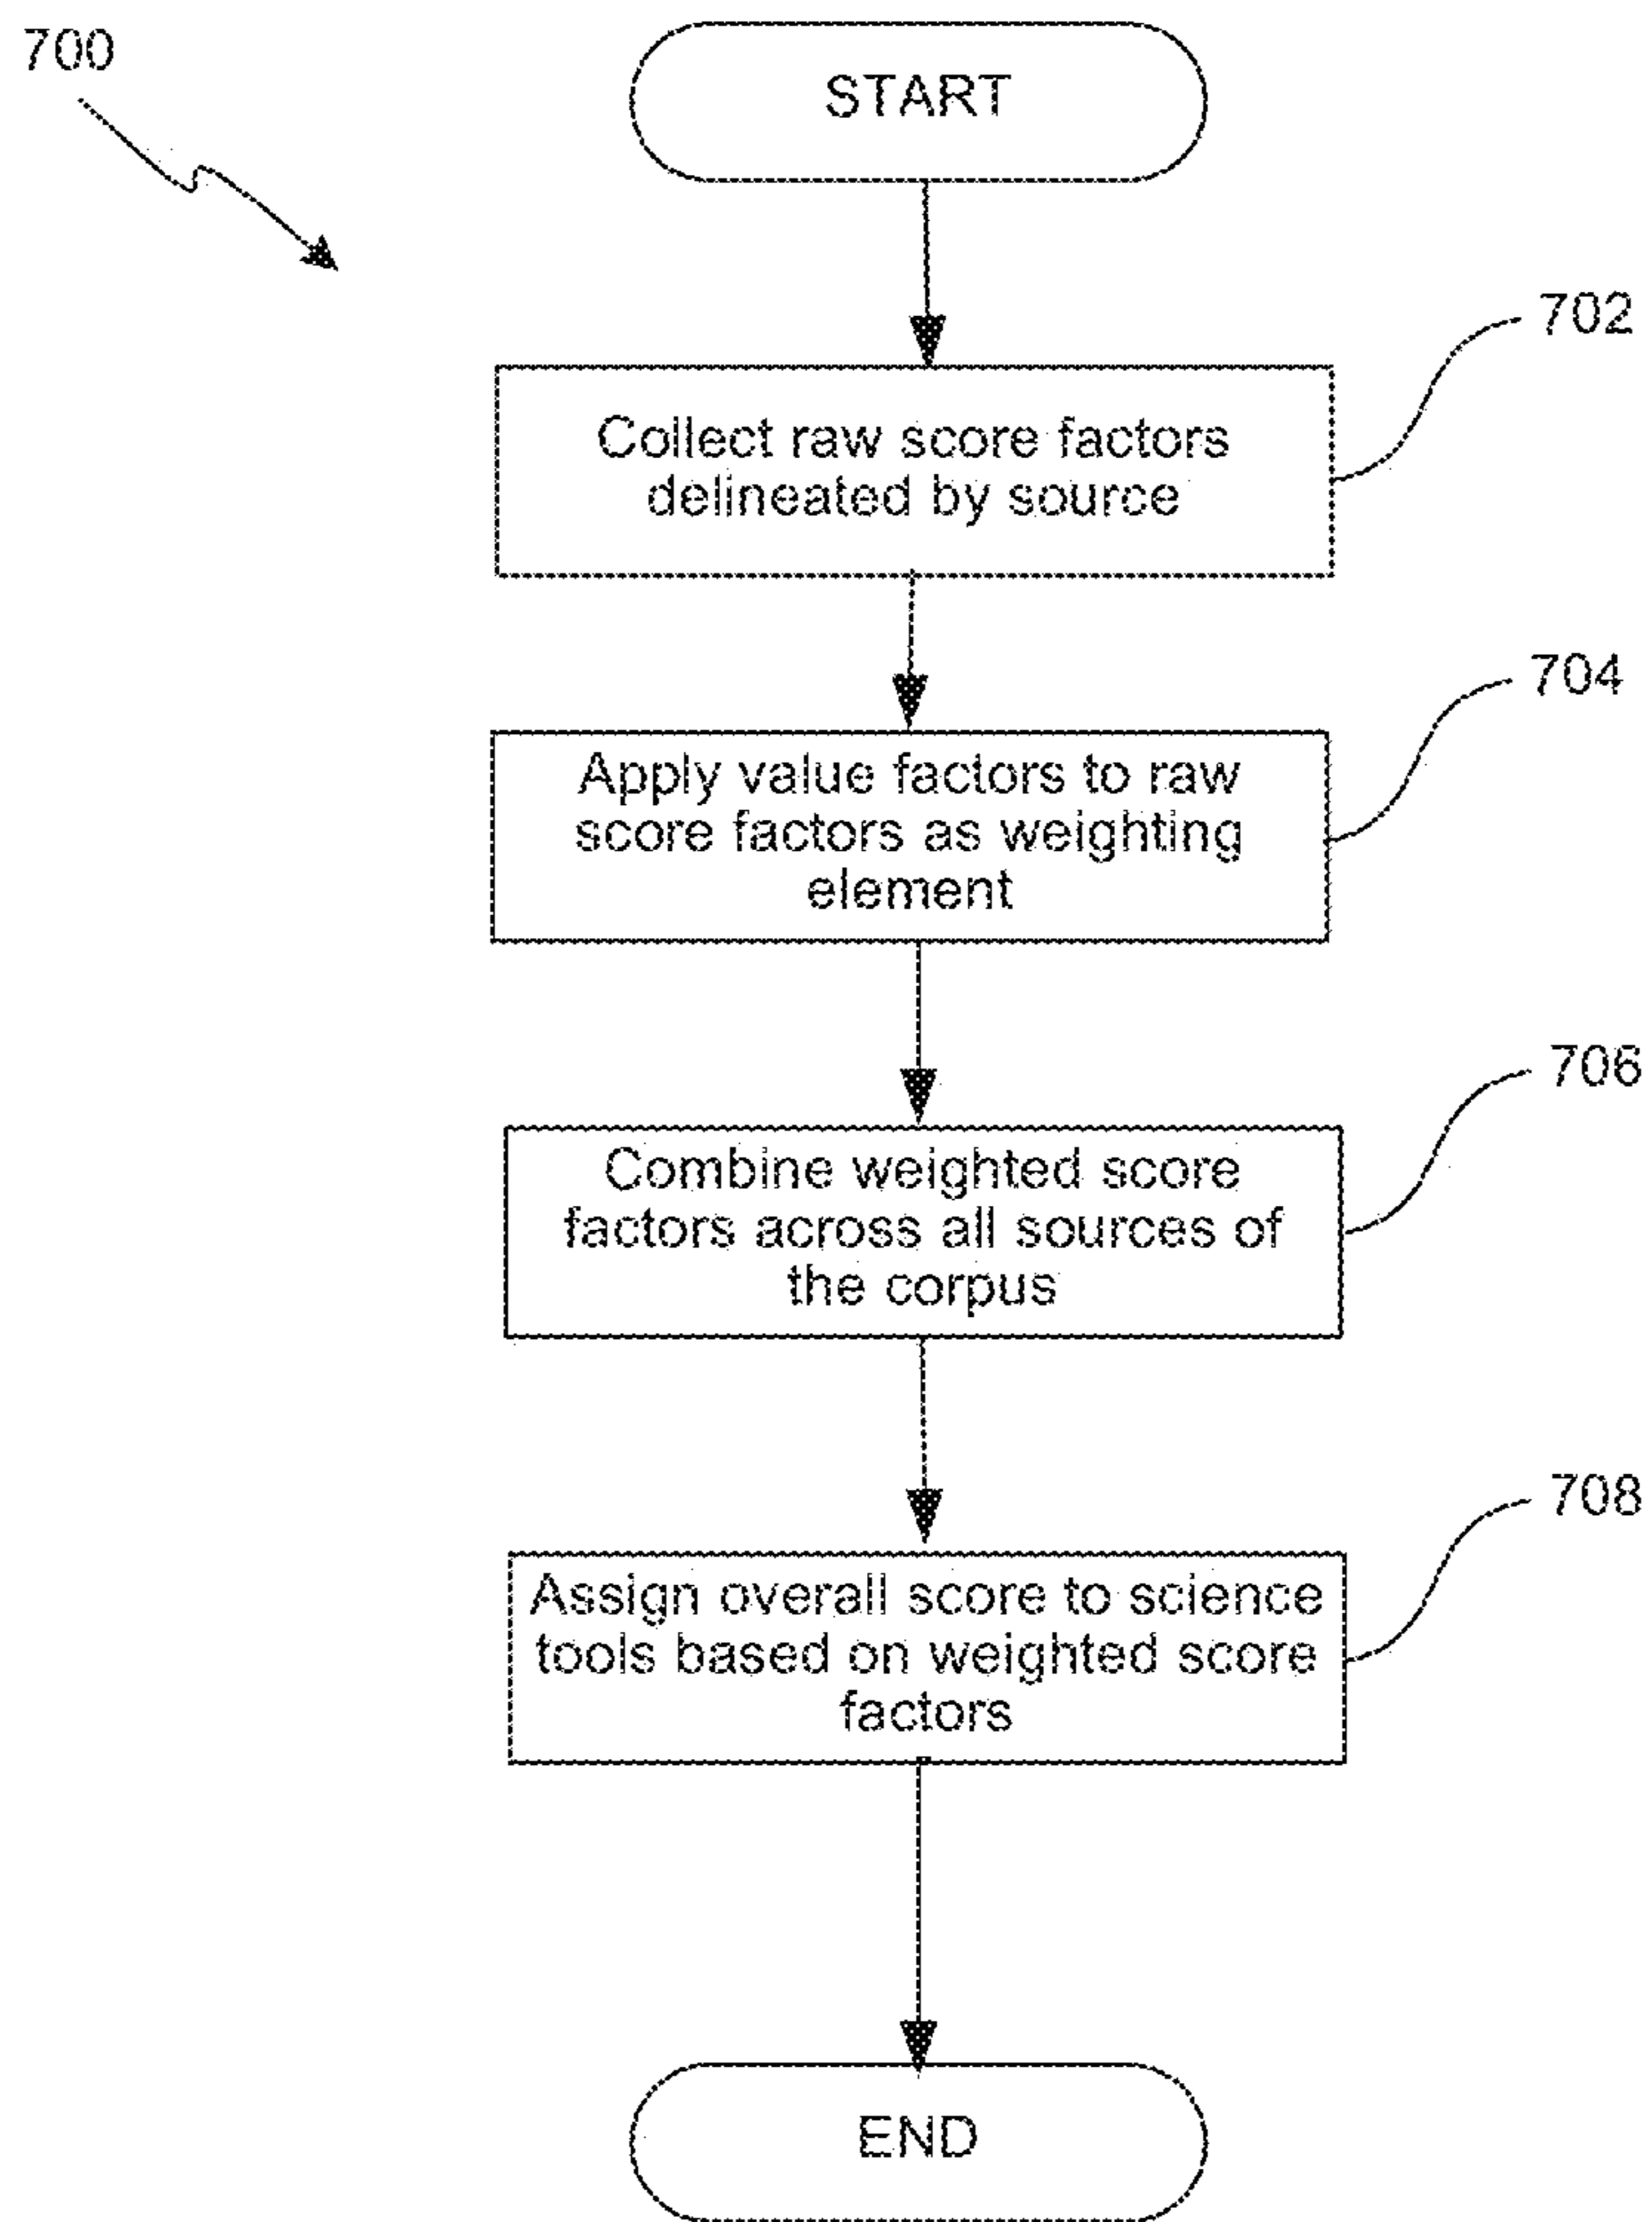 700
START
702
Collect raw score factors
delineated by source
704
Apply value factors to raw
score factors as weighting
element
706
Combine weighted score
factors across all sources of
the corpus
708
Assign overall score to science
tools based on weighted score
factors
END